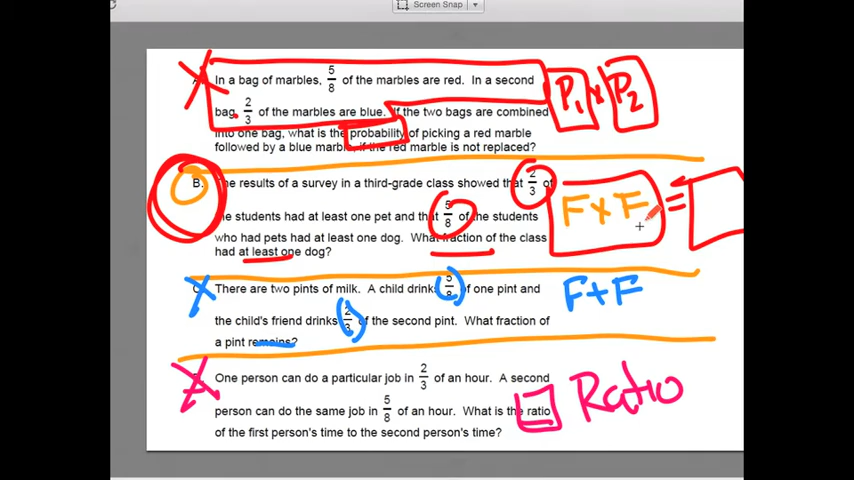 Screen Snap
In a bag of marbles, 5/8 of the marbles are red. In a second
bag, 2/3 of the marbles are blue. If the two bags are combined
into one bag, what is the probability of picking a red marble
followed by a blue marble, if the red marble is not replaced?
P1 x P2
B. The results of a survey in a third-grade class showed that 2/3 of
the students had at least one pet and that 5/8 of the students
who had pets had at least one dog. What fraction of the class
had at least one dog?
F x F =
There are two pints of milk. A child drinks 5/8 of one pint and
the child's friend drinks 2/3 of the second pint. What fraction of
a pint remains?
F + F
One person can do a particular job in 2/3 of an hour. A second
person can do the same job in 5/8 of an hour. What is the ratio
of the first person's time to the second person's time?
Ratio